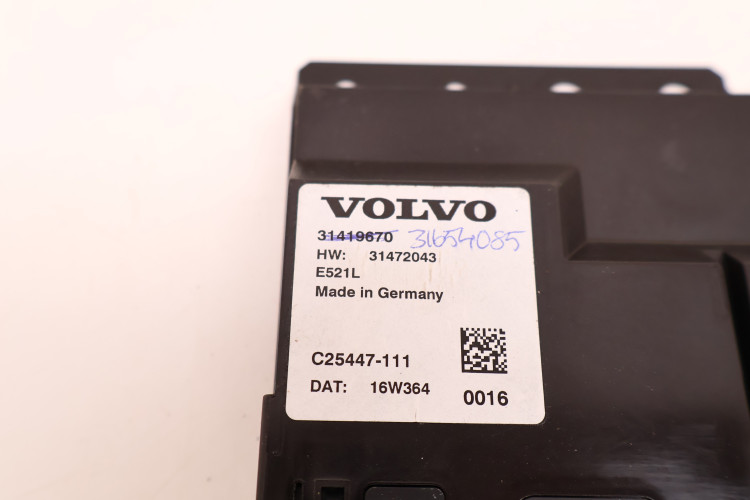 VOLVO
31419670 31654085
HW: 31472043
E521L
Made in Germany
C25447-111
DAT: 16W364
0016